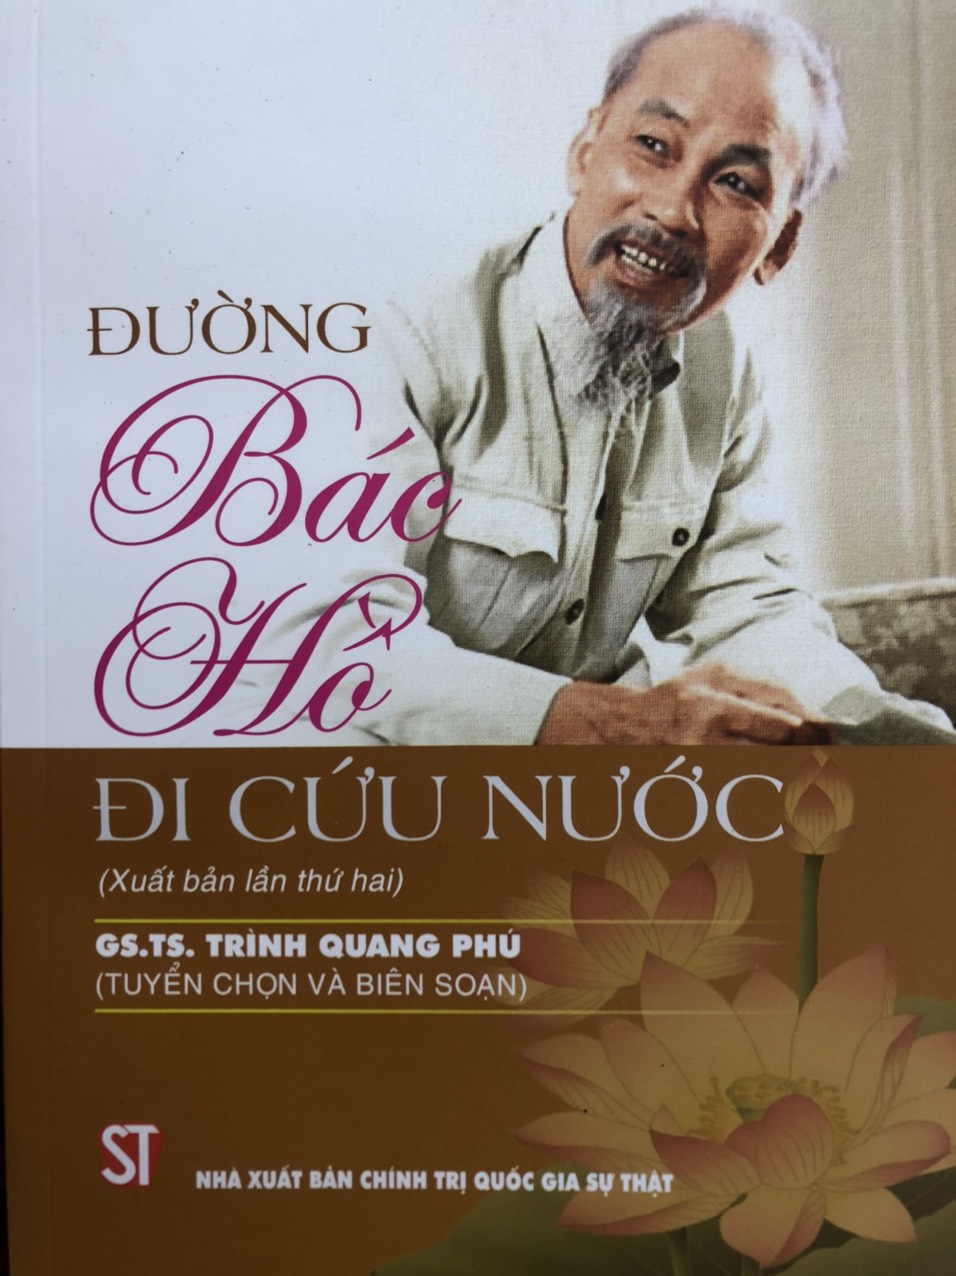 ĐƯỜNG
Bác
Hồ
ĐI CỨU NƯỚC
(Xuất bản lần thứ hai)
GS.TS. TRÌNH QUANG PHÚ
(TUYỂN CHỌN VÀ BIÊN SOẠN)
ST
NHÀ XUẤT BẢN CHÍNH TRỊ QUỐC GIA SỰ THẬT